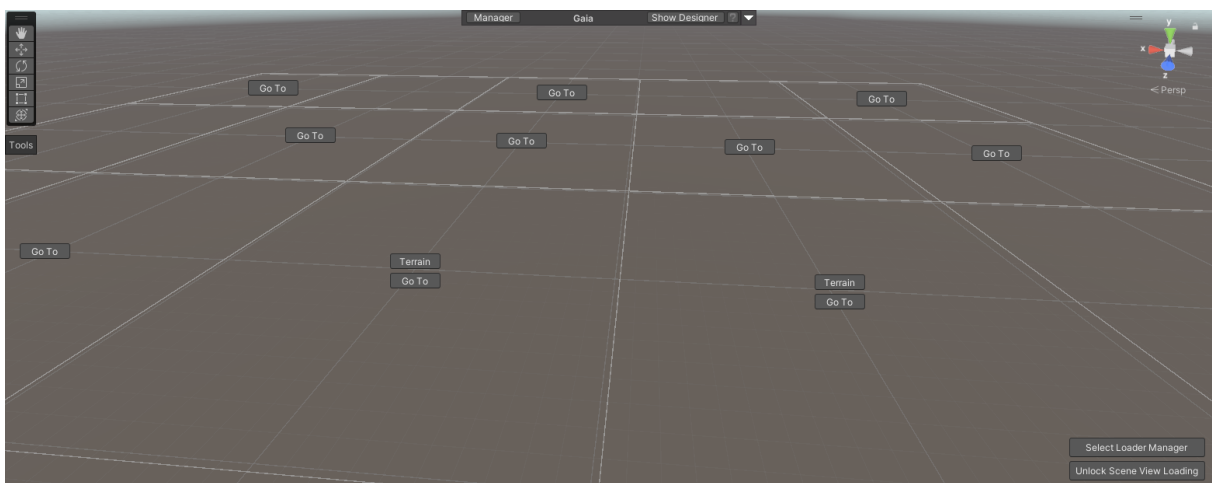 Manager Gaia Show Designer ?
y
x
z
Persp
Tools
Go To
Go To
Go To
Go To
Go To
Go To
Go To
Go To
Terrain
Go To
Terrain
Go To
Select Loader Manager
Unlock Scene View Loading